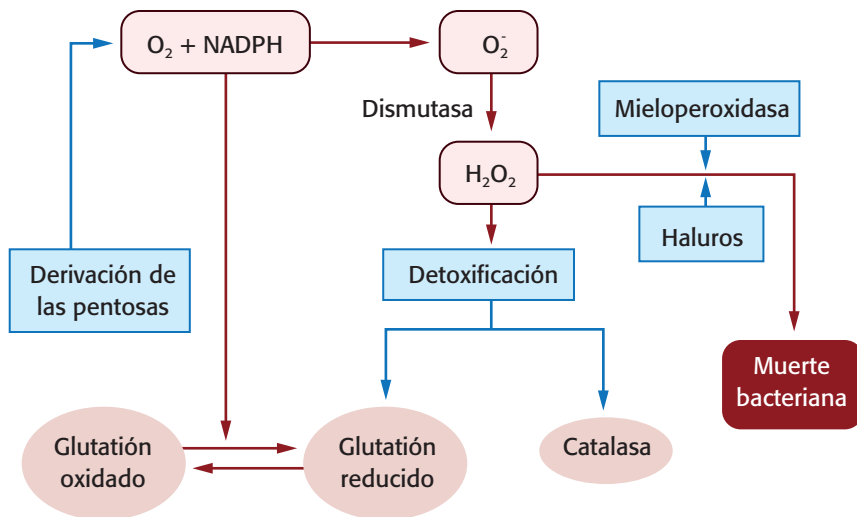 O₂ + NADPH
O₂⁻
Dismutasa
Mieloperoxidasa
H₂O₂
Haluros
Derivación de
las pentosas
Detoxificación
Muerte
bacteriana
Glutatión
oxidado
Glutatión
reducido
Catalasa